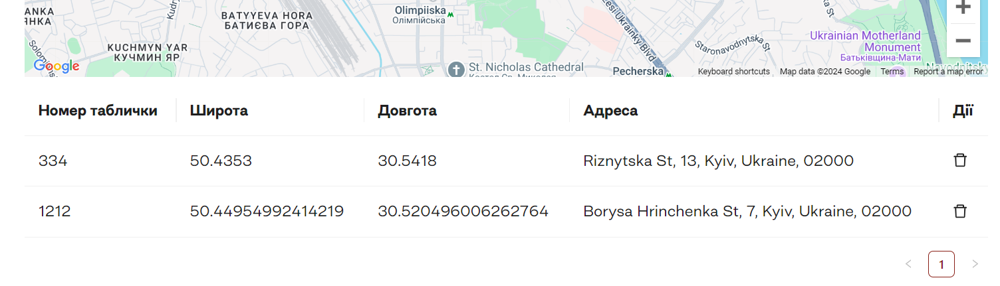 ANKA
ЯНКА
BATYYEVA HORA
БАТИЄВА ГОРА
Olimpiiska
Олімпійська
KUCHMYN YAR
КУЧМИН ЯР
Google
St. Nicholas Cathedral
Костел Св. Миколая
Lesi Ukrainky Blvd
Pecherska
Staronavodnytska St
Ukrainian Motherland
Monument
Батьківщина-Мати
Navodnitsky
Keyboard shortcuts
Map data ©2024 Google
Terms
Report a map error
Номер таблички Широта Довгота Адреса Дії
334 50.4353 30.5418 Riznytska St, 13, Kyiv, Ukraine, 02000
1212 50.44954992414219 30.520496006262764 Borysa Hrinchenka St, 7, Kyiv, Ukraine, 02000
< 1 >